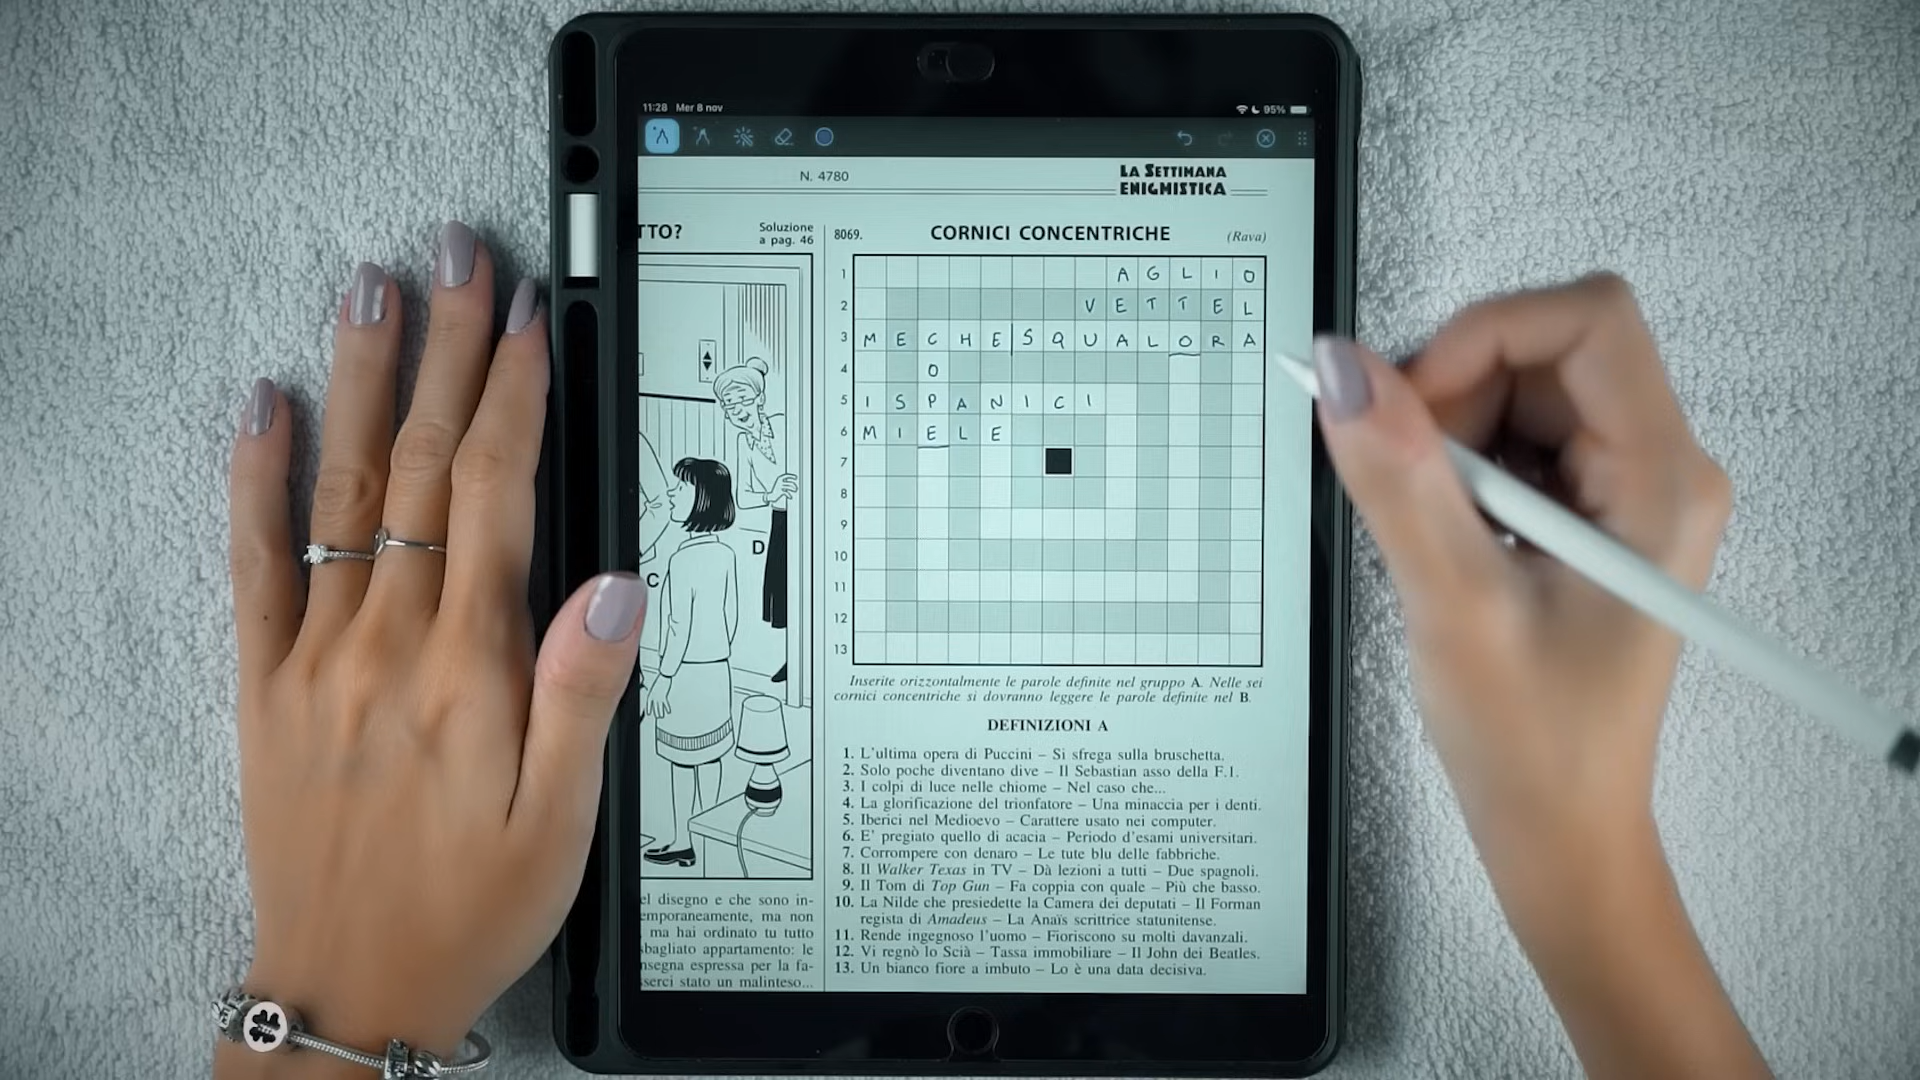 11:28 Mer 8 nov
95%
N. 4780
LA SETTIMANA
ENIGMISTICA
TTO?
Soluzione
a pag. 46
8069.
CORNICI CONCENTRICHE
(Rava)
1 A G L I O
2 V E T T E L
3 M E C H E S Q U A L O R A
4 O
5 I S P A N I C I
6 M I E L E
7
8
9
10
11
12
13
D
C
Inserite orizzontalmente le parole definite nel gruppo A. Nelle sei
cornici concentriche si dovranno leggere le parole definite nel B.
DEFINIZIONI A
1. L'ultima opera di Puccini – Si sfrega sulla bruschetta.
2. Solo poche diventano dive – Il Sebastian asso della F.1.
3. I colpi di luce nelle chiome – Nel caso che...
4. La glorificazione del trionfatore – Una minaccia per i denti.
5. Iberici nel Medioevo – Carattere usato nei computer.
6. E' pregiato quello di acacia – Periodo d'esami universitari.
7. Corrompere con denaro – Le tute blu delle fabbriche.
8. Il Walker Texas in TV – Dà lezioni a tutti – Due spagnoli.
9. Il Tom di Top Gun – Fa coppia con quale – Più che basso.
10. La Nilde che presiedette la Camera dei deputati – Il Forman
regista di Amadeus – La Anaïs scrittrice statunitense.
11. Rende ingegnoso l'uomo – Fioriscono su molti davanzali.
12. Vi regnò lo Scià – Tassa immobiliare – Il John dei Beatles.
13. Un bianco fiore a imbuto – Lo è una data decisiva.
el disegno e che sono in-
emporaneamente, ma non
ma hai ordinato tu tutto
sbagliato appartamento: le
nsegna espressa per la fa-
sserci stato un malinteso...